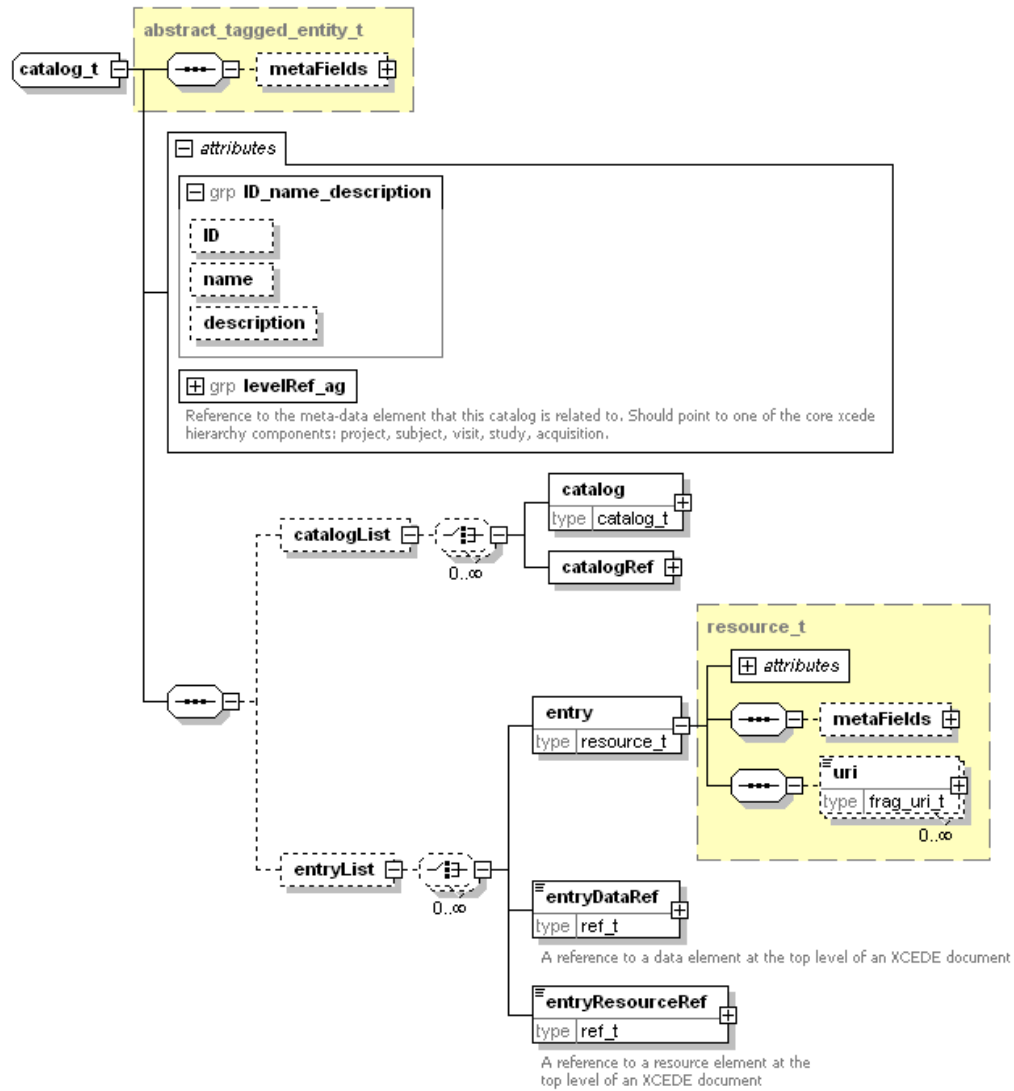 abstract_tagged_entity_t
catalog_t
metaFields
attributes
grp ID_name_description
ID
name
description
grp levelRef_ag
Reference to the meta-data element that this catalog is related to. Should point to one of the core xcede
hierarchy components: project, subject, visit, study, acquisition.
catalog
type catalog_t
catalogList
0..∞
catalogRef
resource_t
attributes
entry
type resource_t
metaFields
uri
type frag_uri_t
0..∞
entryList
0..∞
entryDataRef
type ref_t
A reference to a data element at the top level of an XCEDE document
entryResourceRef
type ref_t
A reference to a resource element at the
top level of an XCEDE document